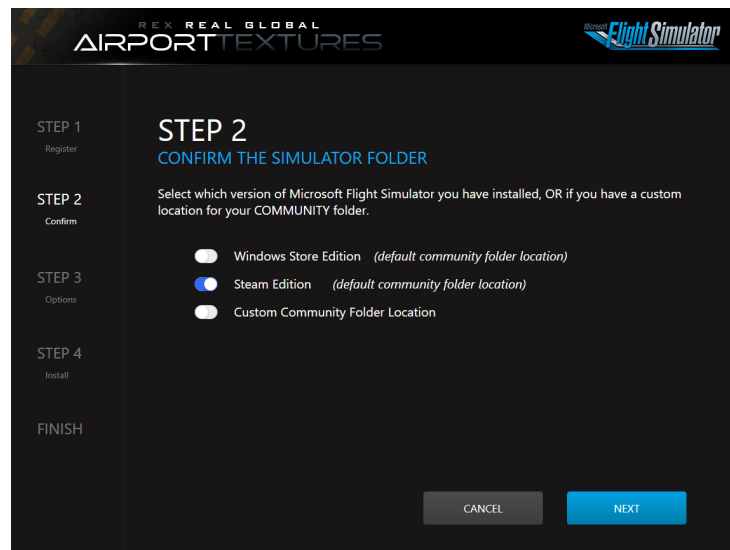 REX REAL GLOBAL
AIRPORTTEXTURES
Microsoft Flight Simulator
STEP 1
Register
STEP 2
Confirm
STEP 3
Options
STEP 4
Install
FINISH
STEP 2
CONFIRM THE SIMULATOR FOLDER
Select which version of Microsoft Flight Simulator you have installed, OR if you have a custom
location for your COMMUNITY folder.
Windows Store Edition (default community folder location)
Steam Edition (default community folder location)
Custom Community Folder Location
CANCEL
NEXT